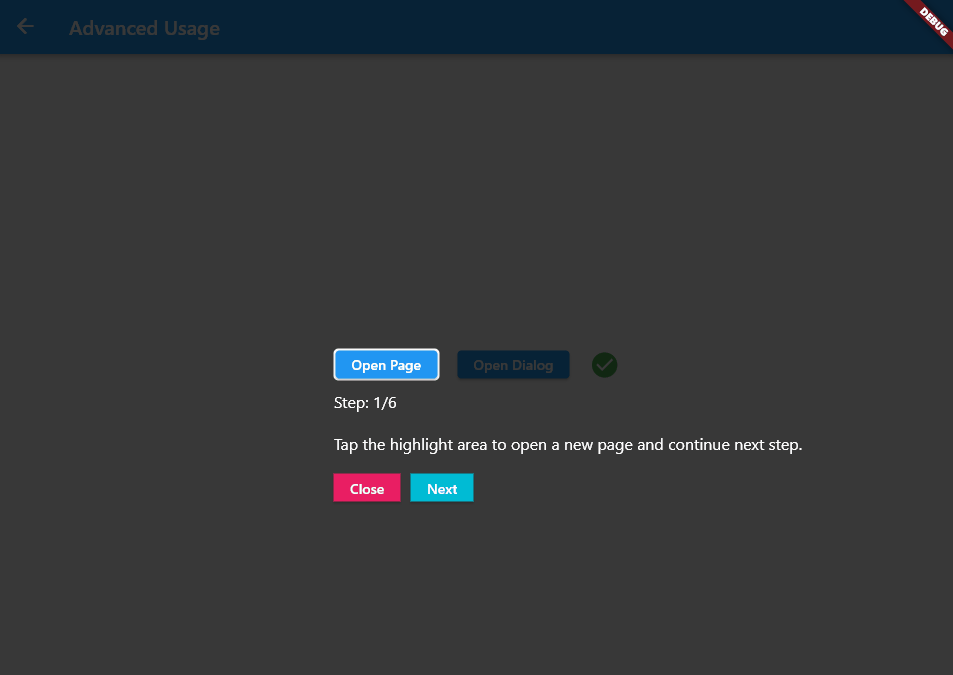 Advanced Usage
DEBUG
Open Page
Open Dialog
Step: 1/6
Tap the highlight area to open a new page and continue next step.
Close
Next